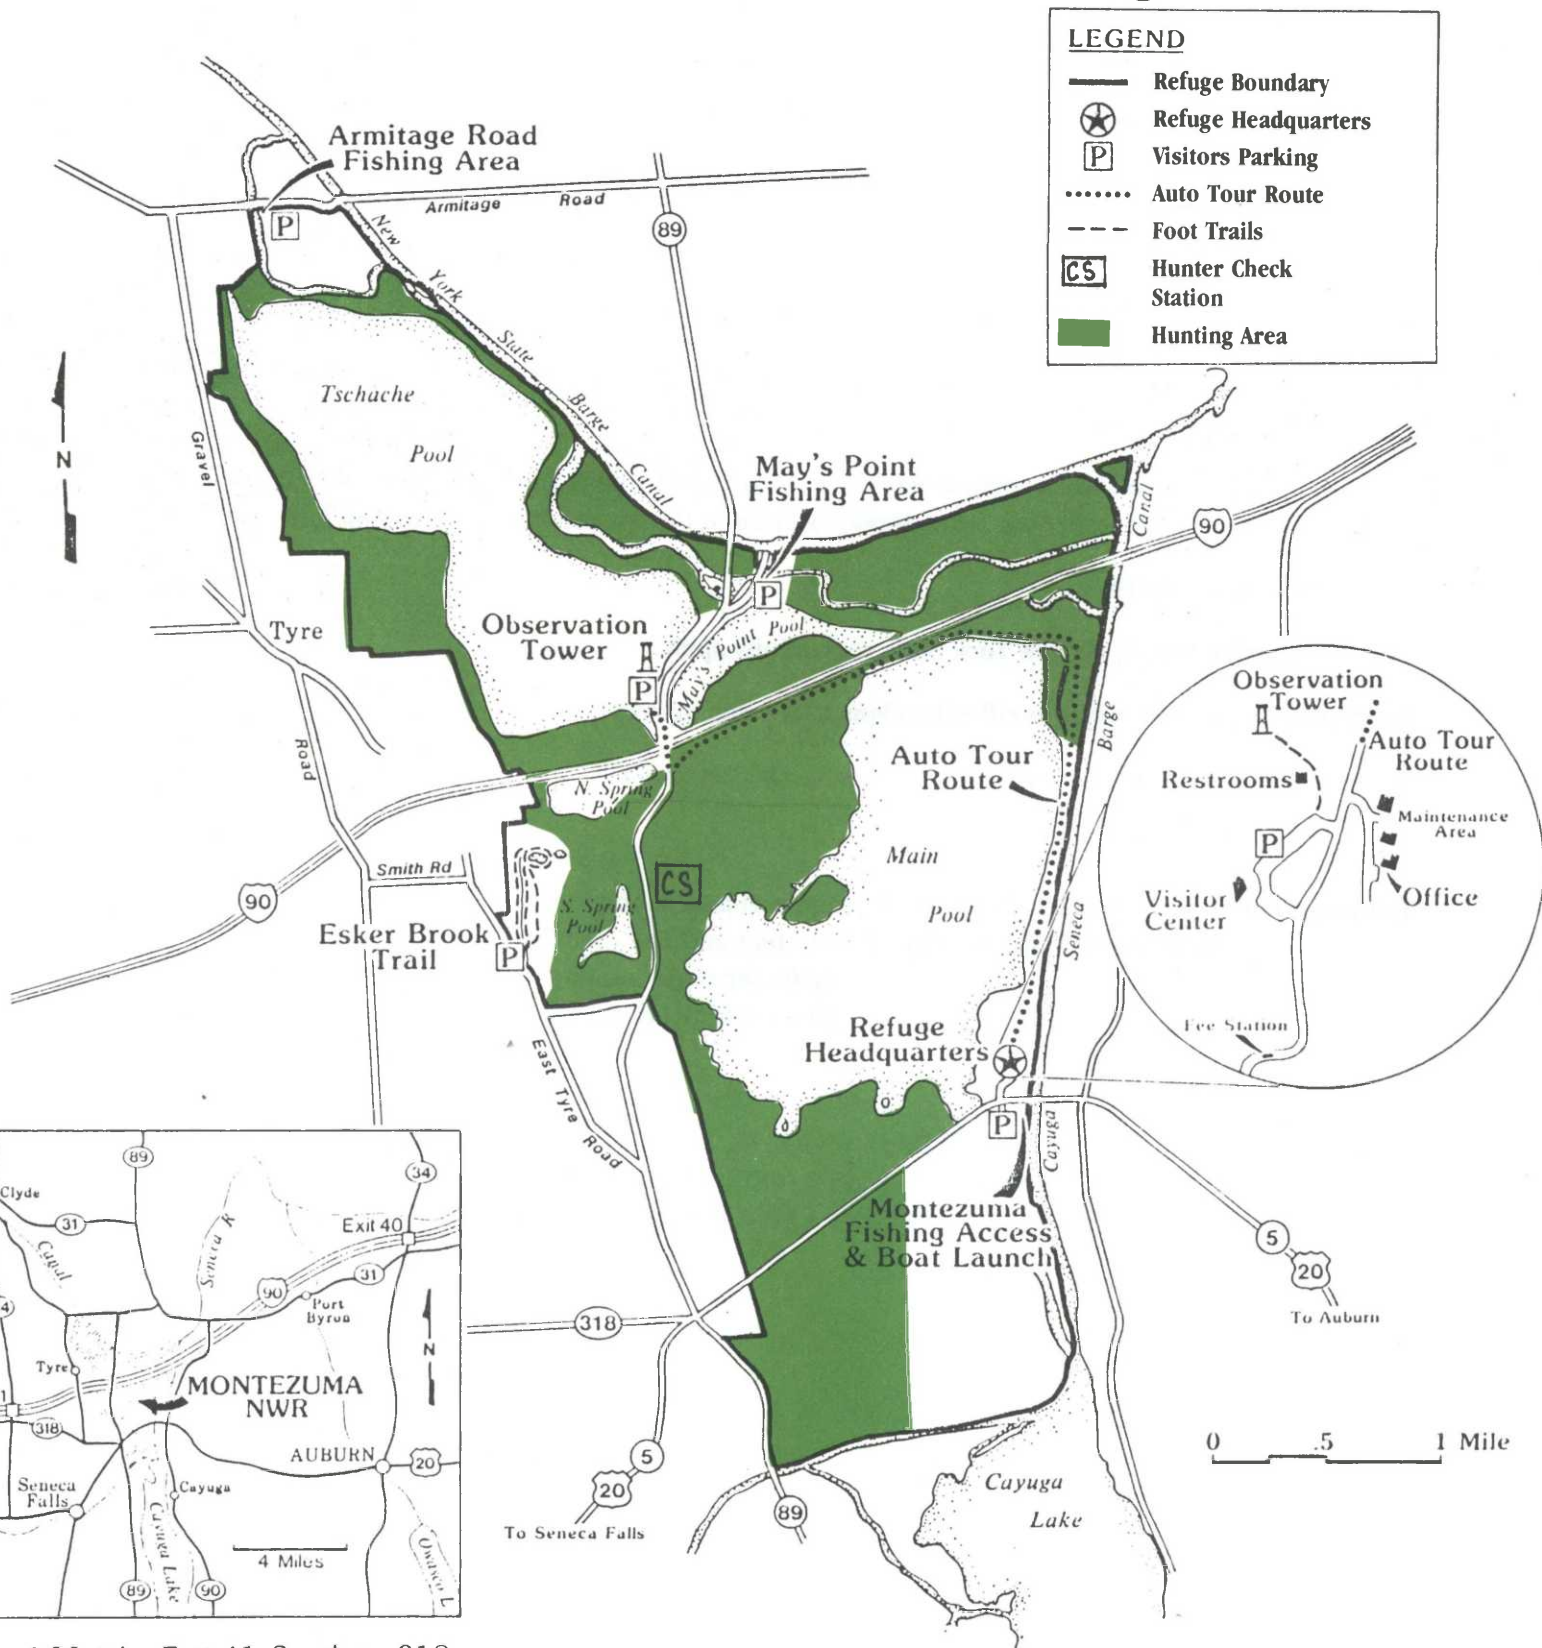 LEGEND
Refuge Boundary
Refuge Headquarters
P
Visitors Parking
Auto Tour Route
Foot Trails
CS
Hunter Check
Station
Hunting Area
Armitage Road
Fishing Area
P
Armitage Road
89
New York State Barge Canal
Tschache
Pool
N
Gravel
Road
May's Point
Fishing Area
P
Canal
90
Tyre
Observation
Tower
P
May's Point Pool
N. Spring
Pool
Auto Tour
Route
Barge
Main
Pool
Smith Rd
CS
90
S. Spring
Pool
Esker Brook
Trail
P
Seneca
Refuge
Headquarters
P
East Tyre Road
Cayuga
Montezuma
Fishing Access
& Boat Launch
318
5
20
To Auburn
5
20
To Seneca Falls
89
Cayuga
Lake
0 .5 1 Mile
Observation
Tower
Auto Tour
Route
Restrooms
Maintenance
Area
P
Visitor
Center
Office
Fee Station
89
34
Clyde
31
Canal
Seneca R
Exit 40
90
31
Port
Byron
4
Tyre
N
MONTEZUMA
NWR
1
318
AUBURN
20
Seneca
Falls
Cayuga
Cayuga Lake
4 Miles
Owasco L
89
90